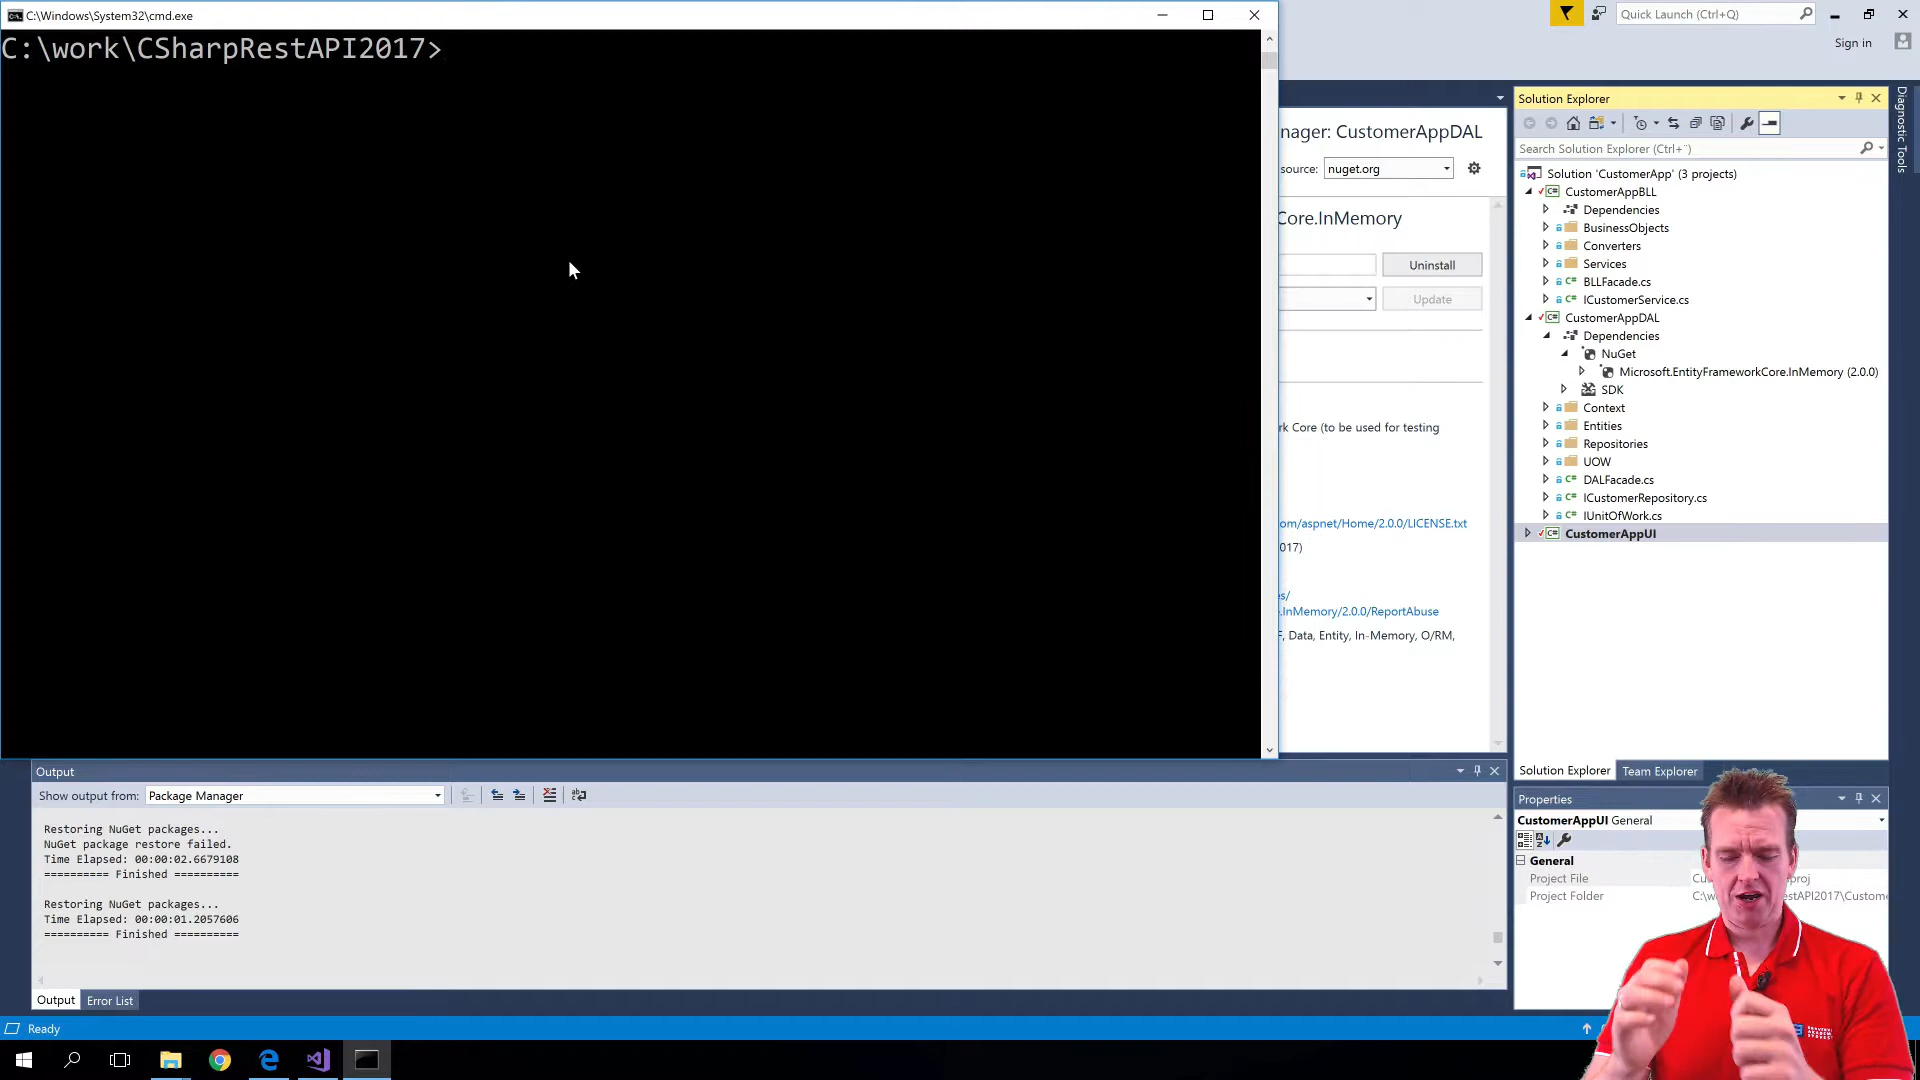 C:\Windows\System32\cmd.exe
C:\work\CSharpRestAPI2017>
Quick Launch (Ctrl+Q)
Sign in
Diagnostic Tools
nager: CustomerAppDAL
source: nuget.org
Core.InMemory
Uninstall
Update
rk Core (to be used for testing
om/aspnet/Home/2.0.0/LICENSE.txt
017)
es/
.InMemory/2.0.0/ReportAbuse
F, Data, Entity, In-Memory, O/RM,
Solution Explorer
Search Solution Explorer (Ctrl+¨)
Solution 'CustomerApp' (3 projects)
CustomerAppBLL
Dependencies
BusinessObjects
Converters
Services
BLLFacade.cs
ICustomerService.cs
CustomerAppDAL
Dependencies
NuGet
Microsoft.EntityFrameworkCore.InMemory (2.0.0)
SDK
Context
Entities
Repositories
UOW
DALFacade.cs
ICustomerRepository.cs
IUnitOfWork.cs
CustomerAppUI
Solution Explorer
Team Explorer
Properties
CustomerAppUI General
General
Project File
Project Folder
Output
Show output from: Package Manager
Restoring NuGet packages...
NuGet package restore failed.
Time Elapsed: 00:00:02.6679108
========== Finished ==========
Restoring NuGet packages...
Time Elapsed: 00:00:01.2057606
========== Finished ==========
Output
Error List
Ready